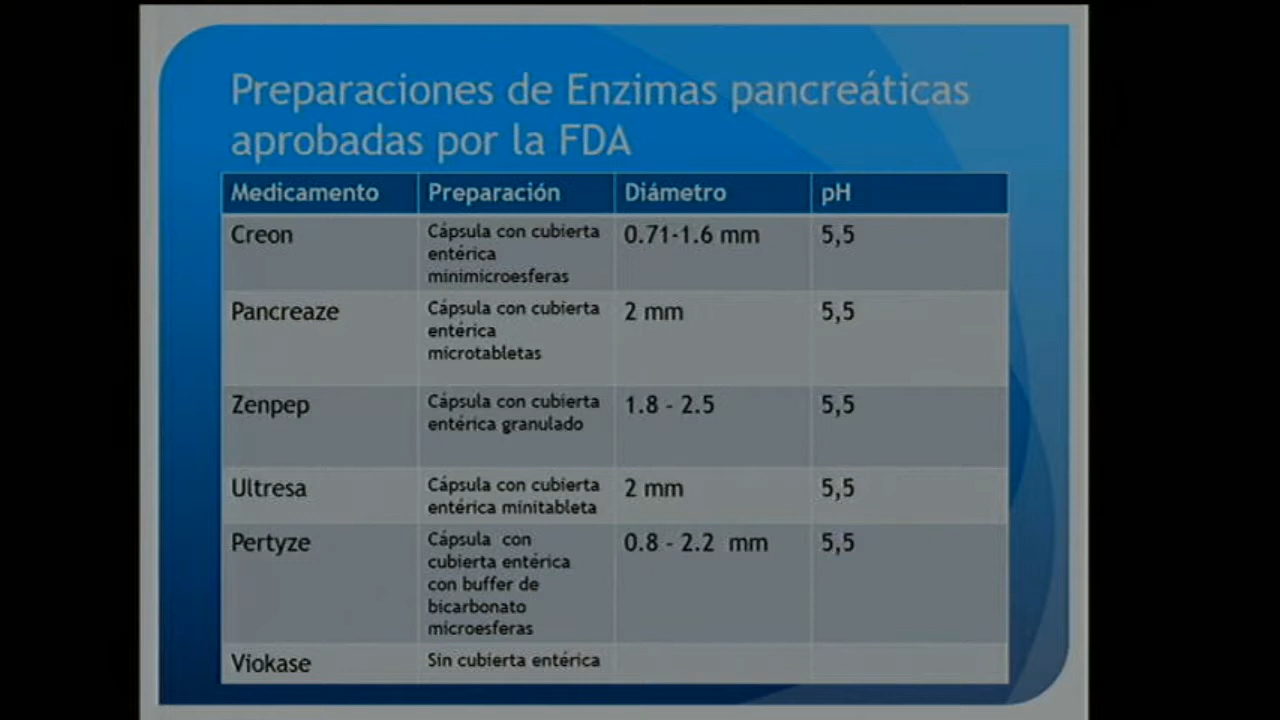 Preparaciones de Enzimas pancreáticas
aprobadas por la FDA
Medicamento Preparación Diámetro pH
Creon Cápsula con cubierta 0.71-1.6 mm 5,5
entérica
minimicroesferas
Pancreaze Cápsula con cubierta 2 mm 5,5
entérica
microtabletas
Zenpep Cápsula con cubierta 1.8 - 2.5 5,5
entérica granulado
Ultresa Cápsula con cubierta 2 mm 5,5
entérica minitableta
Pertyze Cápsula con 0.8 - 2.2 mm 5,5
cubierta entérica
con buffer de
bicarbonato
microesferas
Viokase Sin cubierta entérica